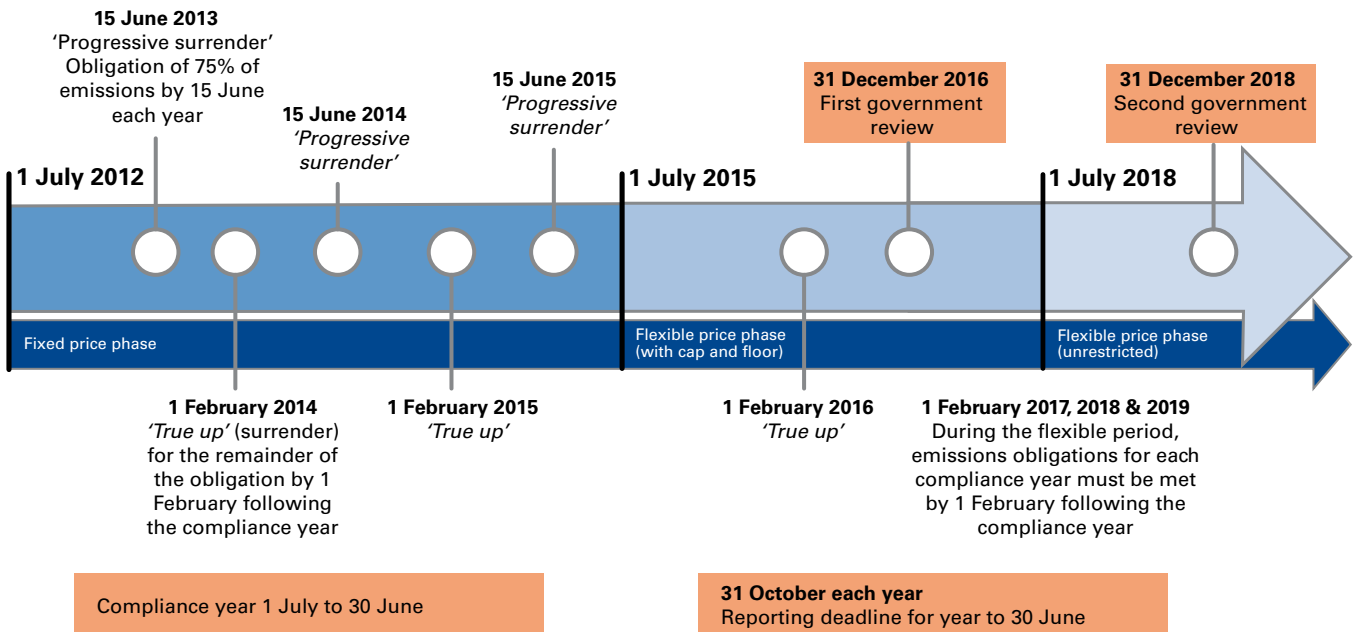 15 June 2013
‘Progressive surrender’
Obligation of 75% of
emissions by 15 June
each year
15 June 2014
‘Progressive
surrender’
15 June 2015
‘Progressive
surrender’
31 December 2016
First government
review
31 December 2018
Second government
review
1 July 2012
1 July 2015
1 July 2018
Fixed price phase
Flexible price phase
(with cap and floor)
Flexible price phase
(unrestricted)
1 February 2014
‘True up’ (surrender)
for the remainder of
the obligation by 1
February following
the compliance year
1 February 2015
‘True up’
1 February 2016
‘True up’
1 February 2017, 2018 & 2019
During the flexible period,
emissions obligations for each
compliance year must be met
by 1 February following the
compliance year
Compliance year 1 July to 30 June
31 October each year
Reporting deadline for year to 30 June